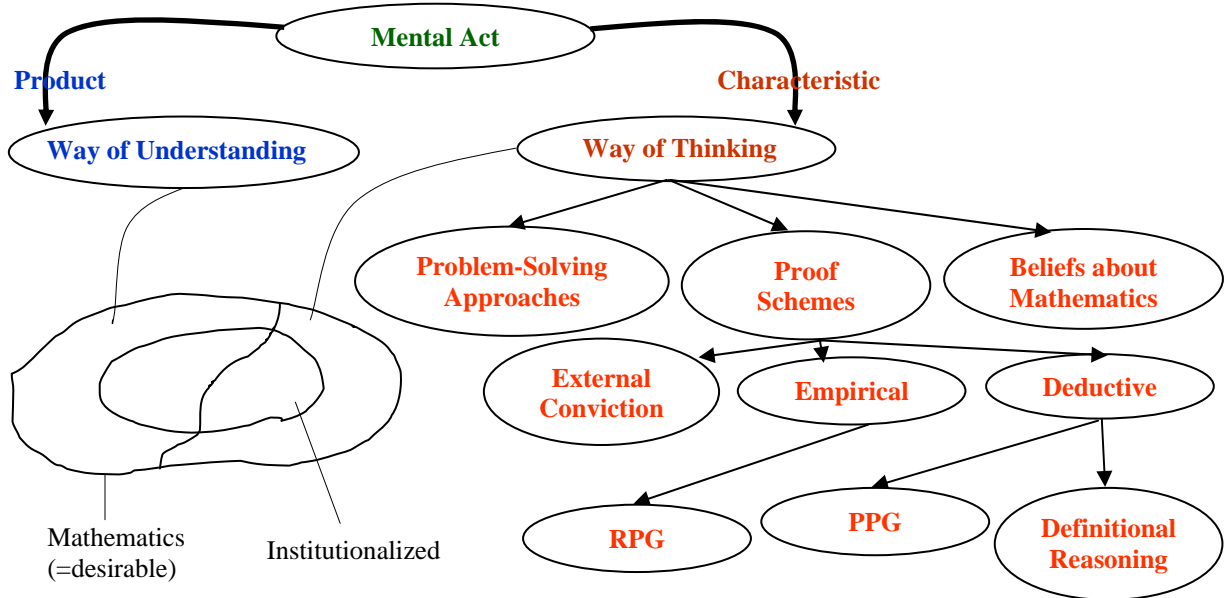 Mental Act
Product
Characteristic
Way of Understanding
Way of Thinking
Problem-Solving
Approaches
Proof
Schemes
Beliefs about
Mathematics
External
Conviction
Empirical
Deductive
RPG
PPG
Definitional
Reasoning
Mathematics
(=desirable)
Institutionalized